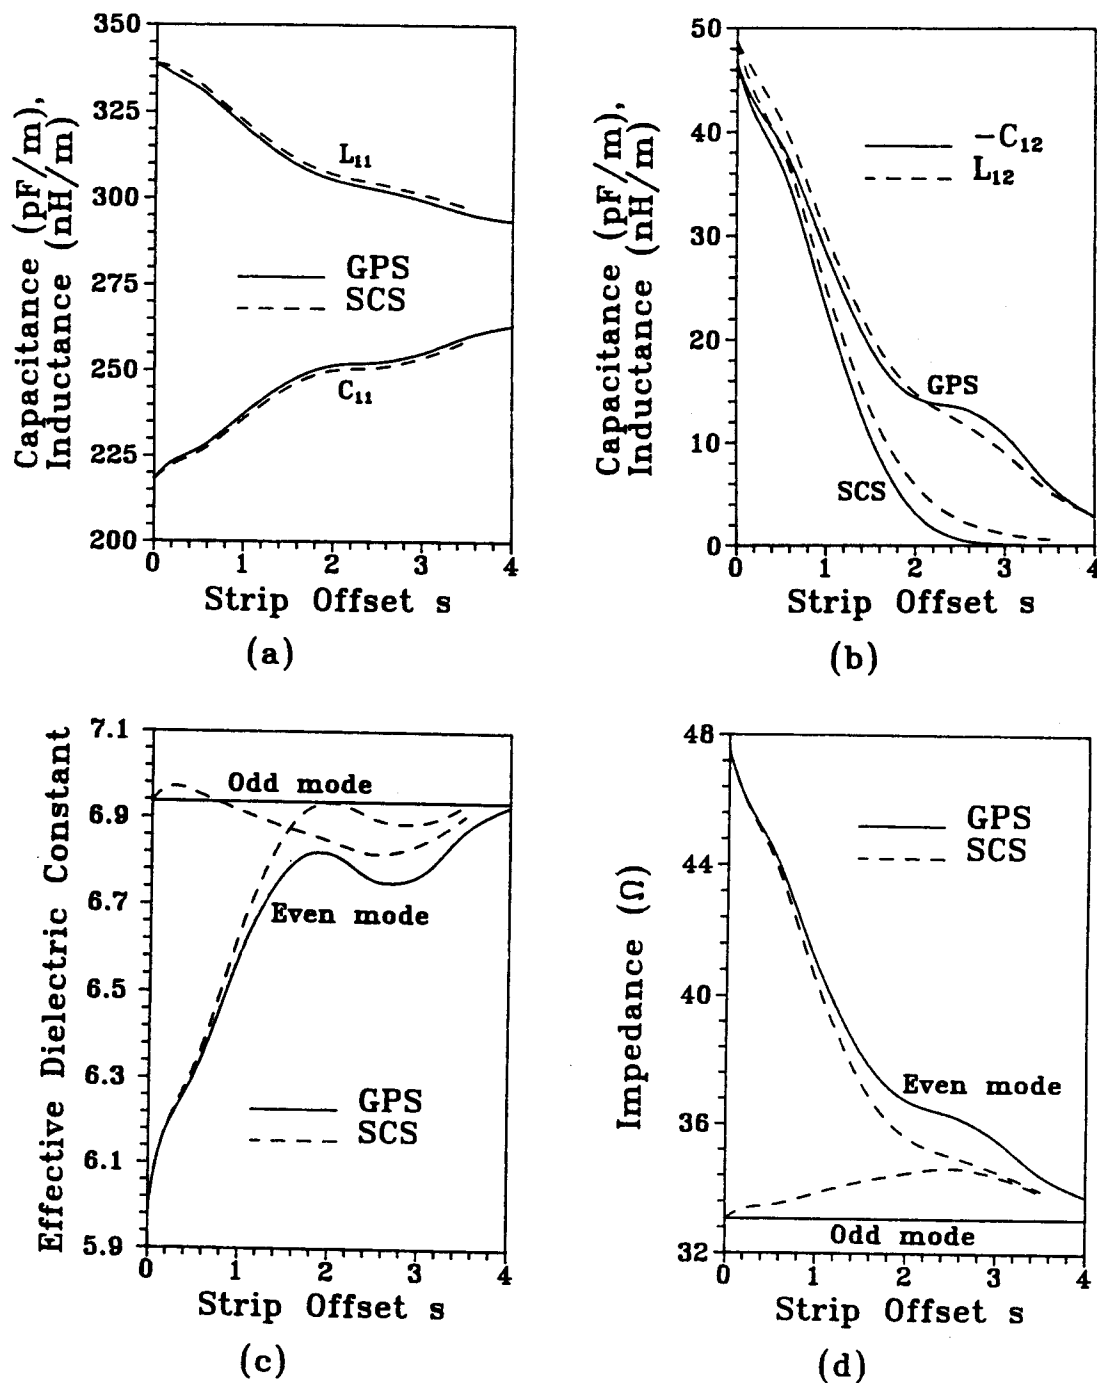 350
325
300
275
250
225
200
Capacitance (pF/m),
Inductance (nH/m)
L11
GPS
SCS
C11
0 1 2 3 4
Strip Offset s
(a)
50
40
30
20
10
0
Capacitance (pF/m),
Inductance (nH/m)
-C12
L12
GPS
SCS
0 1 2 3 4
Strip Offset s
(b)
7.1
6.9
6.7
6.5
6.3
6.1
5.9
Effective Dielectric Constant
Odd mode
Even mode
GPS
SCS
0 1 2 3 4
Strip Offset s
(c)
48
44
40
36
32
Impedance (Ω)
GPS
SCS
Even mode
Odd mode
0 1 2 3 4
Strip Offset s
(d)